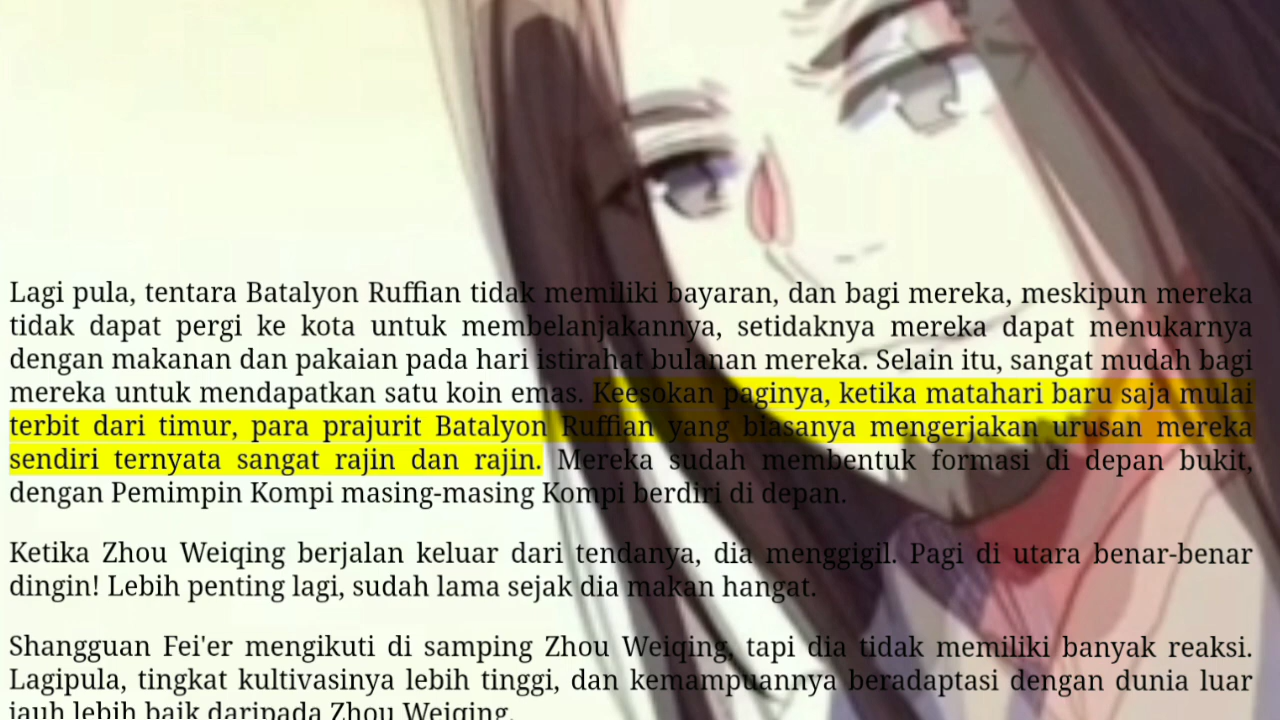 Lagi pula, tentara Batalyon Ruffian tidak memiliki bayaran, dan bagi mereka, meskipun mereka
tidak dapat pergi ke kota untuk membelanjakannya, setidaknya mereka dapat menukarnya
dengan makanan dan pakaian pada hari istirahat bulanan mereka. Selain itu, sangat mudah bagi
mereka untuk mendapatkan satu koin emas. Keesokan paginya, ketika matahari baru saja mulai
terbit dari timur, para prajurit Batalyon Ruffian yang biasanya mengerjakan urusan mereka
sendiri ternyata sangat rajin dan rajin. Mereka sudah membentuk formasi di depan bukit,
dengan Pemimpin Kompi masing-masing Kompi berdiri di depan.
Ketika Zhou Weiqing berjalan keluar dari tendanya, dia menggigil. Pagi di utara benar-benar
dingin! Lebih penting lagi, sudah lama sejak dia makan hangat.
Shangguan Fei'er mengikuti di samping Zhou Weiqing, tapi dia tidak memiliki banyak reaksi.
Lagipula, tingkat kultivasinya lebih tinggi, dan kemampuannya beradaptasi dengan dunia luar
jauh lebih baik daripada Zhou Weiqing.